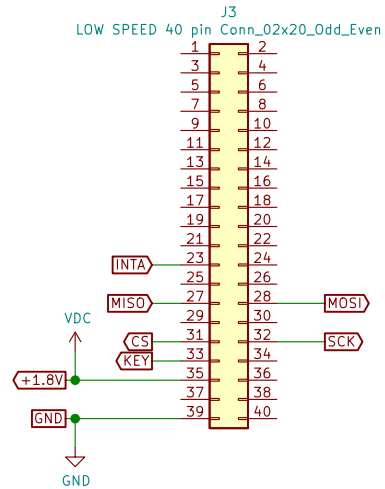 J3
LOW SPEED 40 pin Conn_02x20_Odd_Even
1 2
3 4
5 6
7 8
9 10
11 12
13 14
15 16
17 18
19 20
21 22
INTA 23 24
25 26
MISO 27 28 MOSI
29 30
VDC
CS 31 32 SCK
KEY 33 34
+1.8V 35 36
37 38
GND 39 40
GND